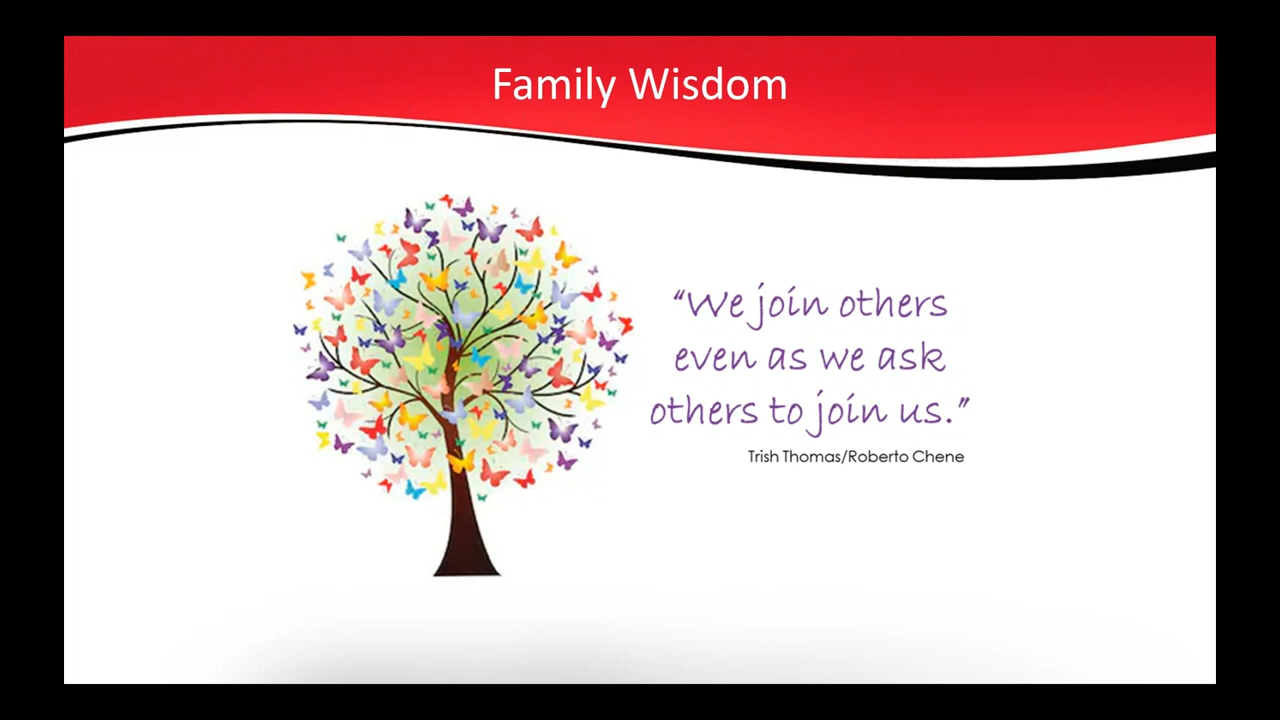 Family Wisdom
“We join others
even as we ask
others to join us.”
Trish Thomas/Roberto Chene